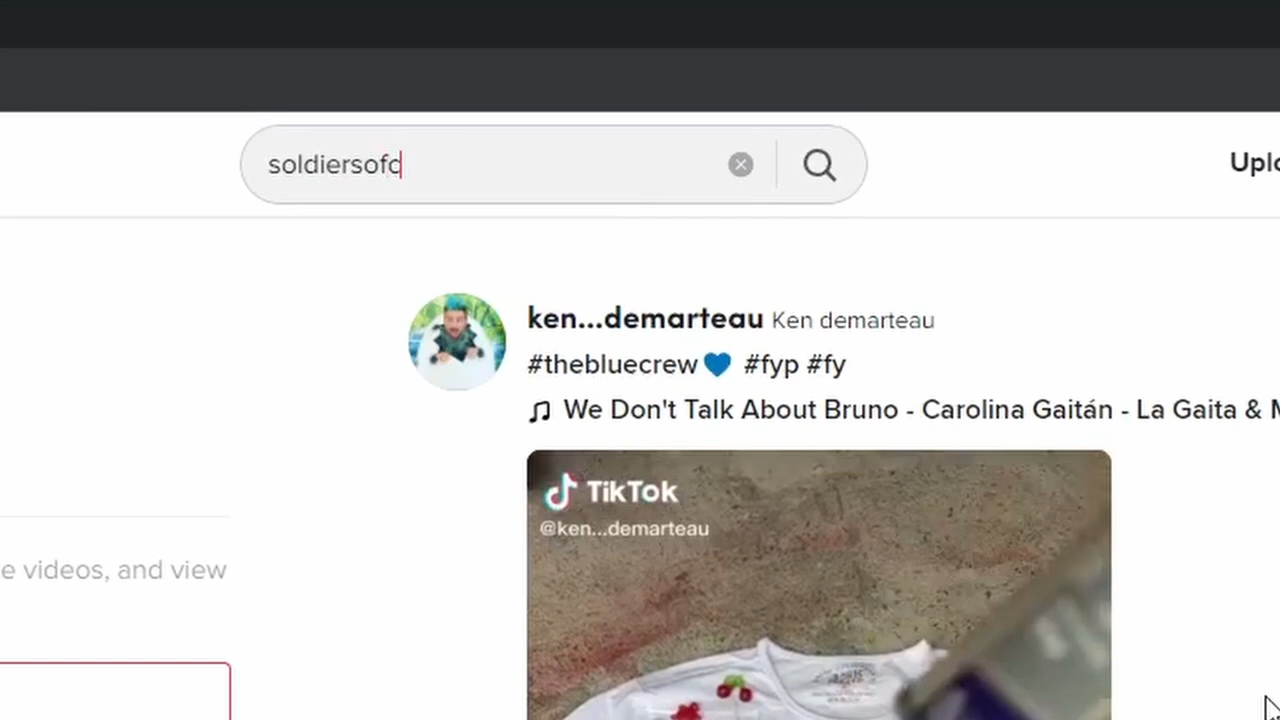 soldiersofc
Uplo
ken...demarteau Ken demarteau
#thebluecrew💙 #fyp #fy
We Don't Talk About Bruno - Carolina Gaitán - La Gaita & M
TikTok
@ken...demarteau
e videos, and view